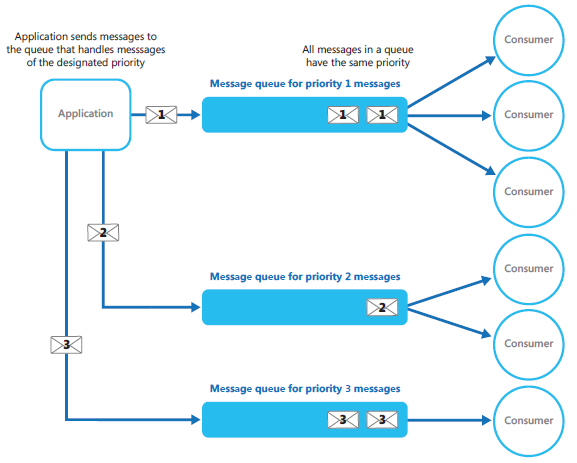 Application sends messages to
the queue that handles messsages
of the designated priority
All messages in a queue
have the same priority
Consumer
Message queue for priority 1 messages
Application
1
1
1
Consumer
Consumer
2
Message queue for priority 2 messages
Consumer
2
Consumer
3
Message queue for priority 3 messages
3
3
Consumer